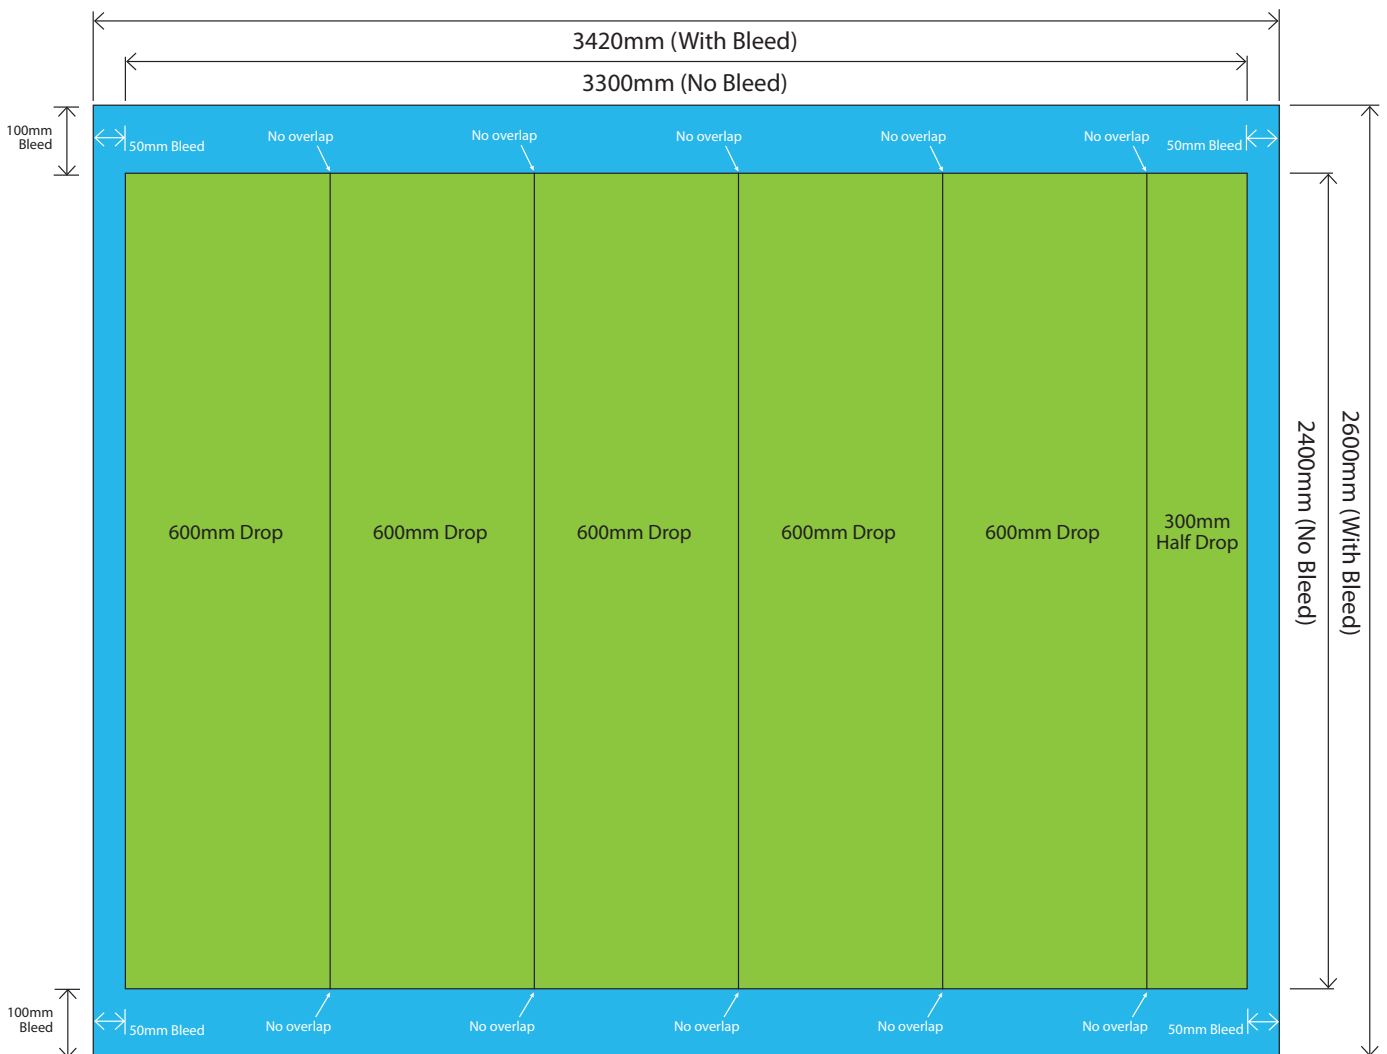 3420mm (With Bleed)
3300mm (No Bleed)
100mm
Bleed
50mm Bleed
No overlap
No overlap
No overlap
No overlap
No overlap
50mm Bleed
600mm Drop
600mm Drop
600mm Drop
600mm Drop
600mm Drop
300mm
Half Drop
2400mm (No Bleed)
2600mm (With Bleed)
100mm
Bleed
50mm Bleed
No overlap
No overlap
No overlap
No overlap
No overlap
50mm Bleed